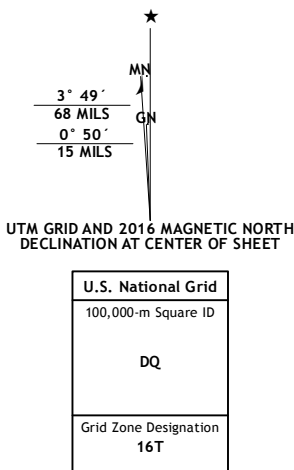 ★
MN
GN
3° 49´
68 MILS
0° 50´
15 MILS
UTM GRID AND 2016 MAGNETIC NORTH
DECLINATION AT CENTER OF SHEET
U.S. National Grid
100,000-m Square ID
DQ
Grid Zone Designation
16T